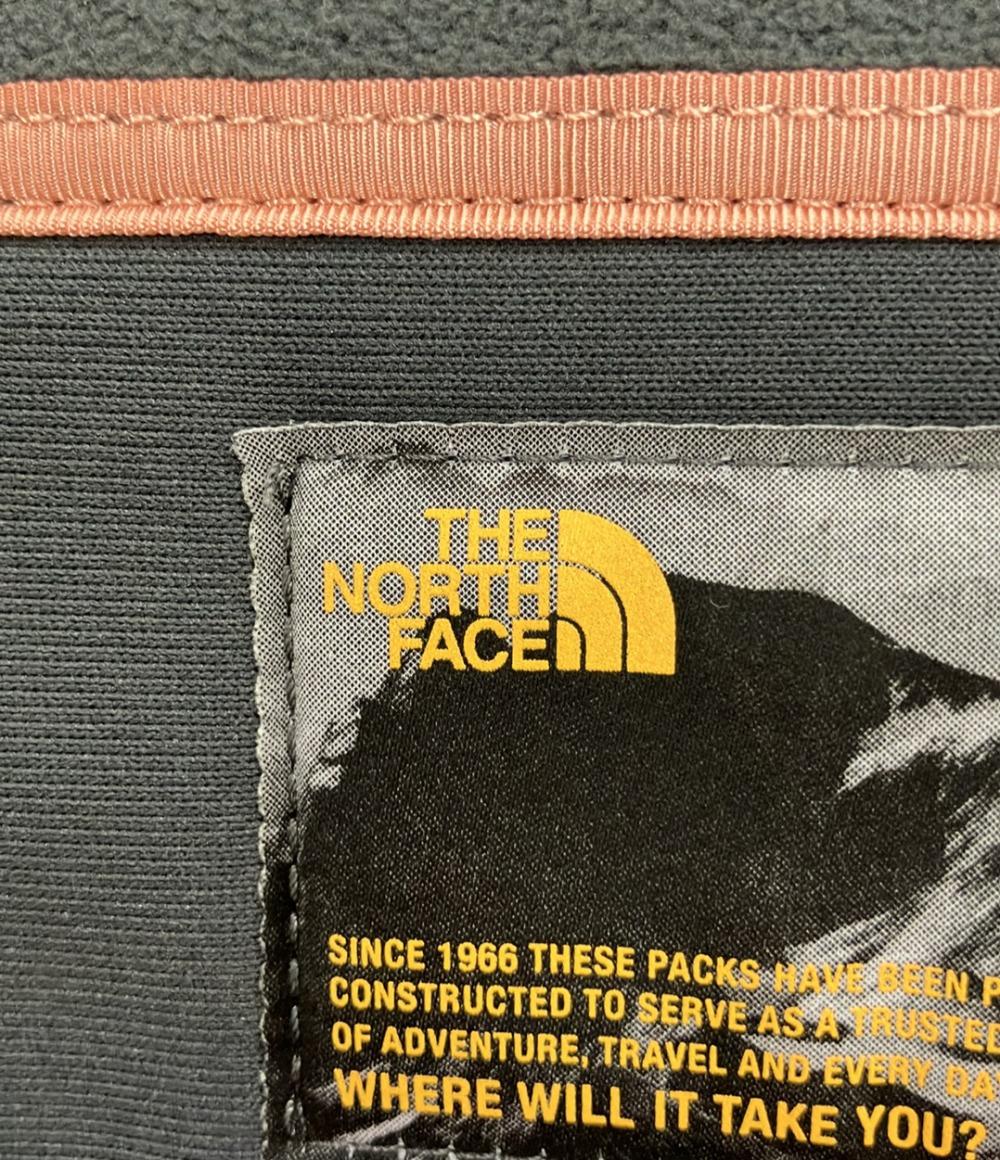 THE
NORTH
FACE
SINCE 1966 THESE PACKS HAVE BEEN
CONSTRUCTED TO SERVE AS A TRUSTED
OF ADVENTURE, TRAVEL AND EVERY
WHERE WILL IT TAKE YOU?